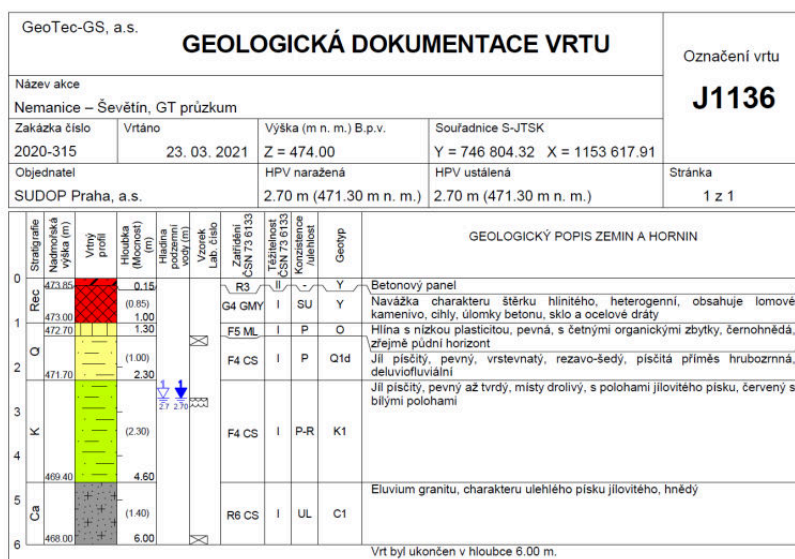 GeoTec-GS, a.s.
GEOLOGICKÁ DOKUMENTACE VRTU
Označení vrtu
J1136
Název akce
Nemanice – Ševětín, GT průzkum
Zakázka číslo Vrtáno Výška (m n. m.) B.p.v. Souřadnice S-JTSK
2020-315 23. 03. 2021 Z = 474.00 Y = 746 804.32 X = 1153 617.91
Objednatel HPV naražená HPV ustálená Stránka
SUDOP Praha, a.s. 2.70 m (471.30 m n. m.) 2.70 m (471.30 m n. m.) 1 z 1
Stratigrafie
Nadmořská výška (m)
Vrtný profil
Hloubka (Mocnost) (m)
Hladina podzemní vody (m)
Vzorek Lab. číslo
Zatřídění ČSN 73 6133
Těžitelnost ČSN 73 6133
Konzistence /ulehlost
Geotyp
GEOLOGICKÝ POPIS ZEMIN A HORNIN
0
473.85 0.15 R3 II - Y Betonový panel
Rec (0.85) G4 GMY I SU Y Navážka charakteru štěrku hlinitého, heterogenní, obsahuje lomové
kamenivo, cihly, úlomky betonu, sklo a ocelové dráty
473.00 1.00
1
472.70 1.30 F5 ML I P O Hlína s nízkou plasticitou, pevná, s četnými organickými zbytky, černohnědá,
zřejmě půdní horizont
Q (1.00) F4 CS I P Q1d Jíl písčitý, pevný, vrstevnatý, rezavo-šedý, písčitá příměs hrubozrnná,
deluviofluviální
2
471.70 2.30
Jíl písčitý, pevný až tvrdý, místy drolivý, s polohami jílovitého písku, červený s
bílými polohami
1 1
2.7 2.70
3
K (2.30) F4 CS I P-R K1
4
469.40 4.60
Eluvium granitu, charakteru ulehlého písku jílovitého, hnědý
5
Ca (1.40) R6 CS I UL C1
468.00 6.00
6
Vrt byl ukončen v hloubce 6.00 m.